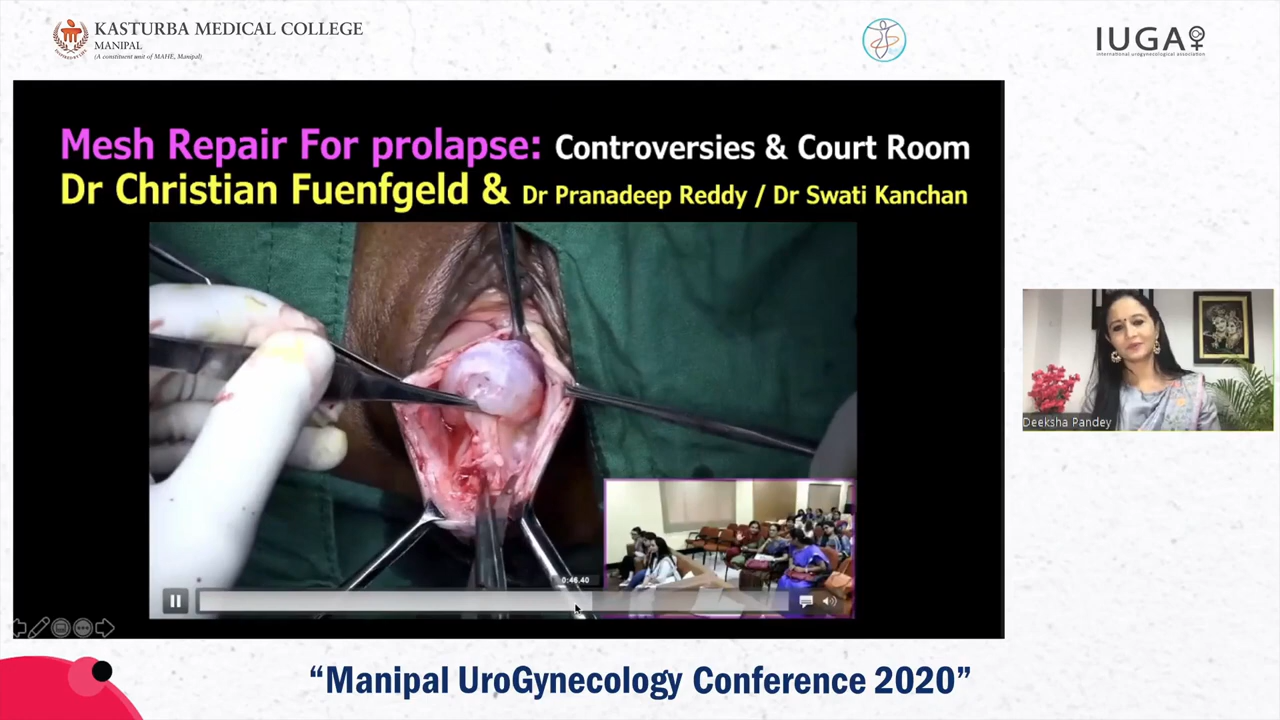 KASTURBA MEDICAL COLLEGE
MANIPAL
(A constituent unit of MAHE, Manipal)
IUGA
international urogynecological association
Mesh Repair For prolapse: Controversies & Court Room
Dr Christian Fuenfgeld & Dr Pranadeep Reddy / Dr Swati Kanchan
0:46.40
Deeksha Pandey
“Manipal UroGynecology Conference 2020”